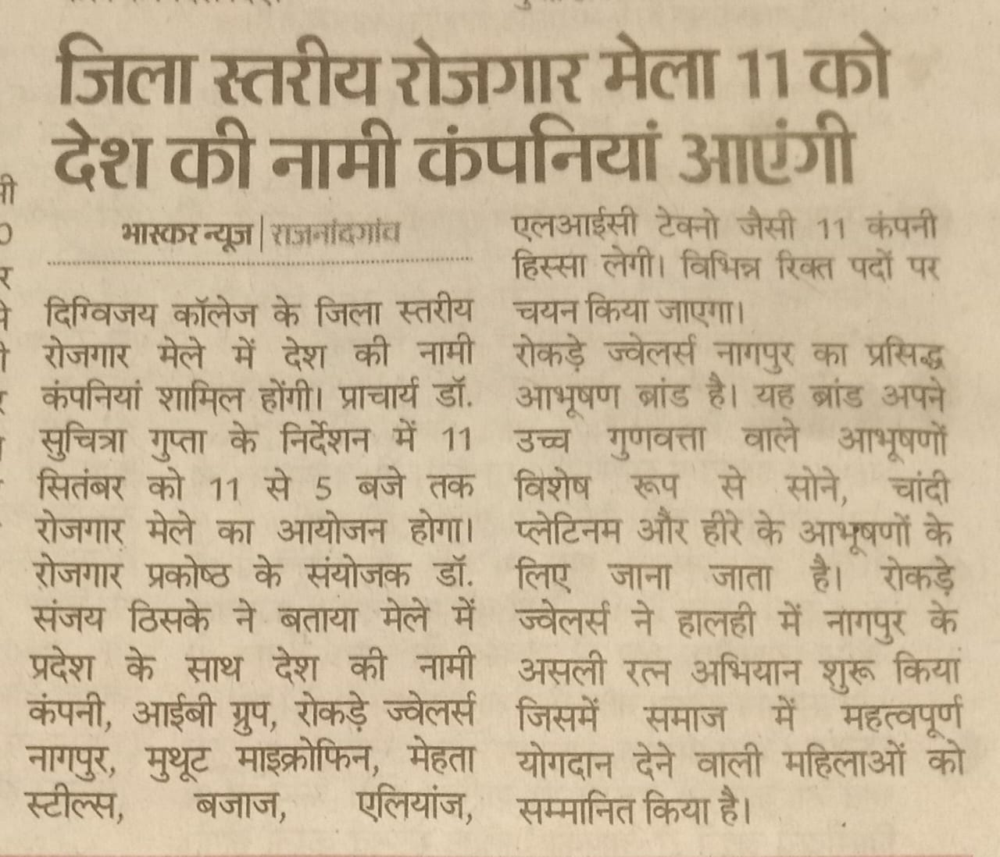 जिला स्तरीय रोजगार मेला 11 को
देश की नामी कंपनियां आएंगी
भास्कर न्यूज | राजनांदगांव
दिग्विजय कॉलेज के जिला स्तरीय
रोजगार मेले में देश की नामी
कंपनियां शामिल होंगी। प्राचार्य डॉ.
सुचित्रा गुप्ता के निर्देशन में 11
सितंबर को 11 से 5 बजे तक
रोजगार मेले का आयोजन होगा।
रोजगार प्रकोष्ठ के संयोजक डॉ.
संजय ठिसके ने बताया मेले में
प्रदेश के साथ देश की नामी
कंपनी, आईबी ग्रुप, रोकड़े ज्वेलर्स
नागपुर, मुथूट माइक्रोफिन, मेहता
स्टील्स, बजाज, एलियांज,
एलआईसी टेक्नो जैसी 11 कंपनी
हिस्सा लेगी। विभिन्न रिक्त पदों पर
चयन किया जाएगा।
रोकड़े ज्वेलर्स नागपुर का प्रसिद्ध
आभूषण ब्रांड है। यह ब्रांड अपने
उच्च गुणवत्ता वाले आभूषणों
विशेष रूप से सोने, चांदी
प्लेटिनम और हीरे के आभूषणों के
लिए जाना जाता है। रोकड़े
ज्वेलर्स ने हालही में नागपुर के
असली रत्न अभियान शुरू किया
जिसमें समाज में महत्वपूर्ण
योगदान देने वाली महिलाओं को
सम्मानित किया है।